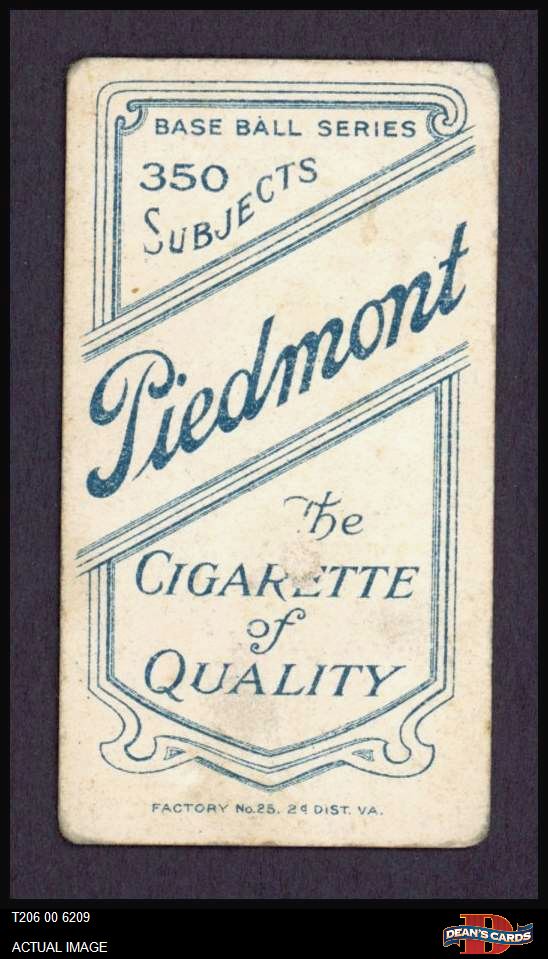 BASE BALL SERIES
350
SUBJECTS
Piedmont
The
CIGARETTE
of
QUALITY
FACTORY No.25. 2d DIST. VA.
T206 00 6209
ACTUAL IMAGE
DEAN'S CARDS